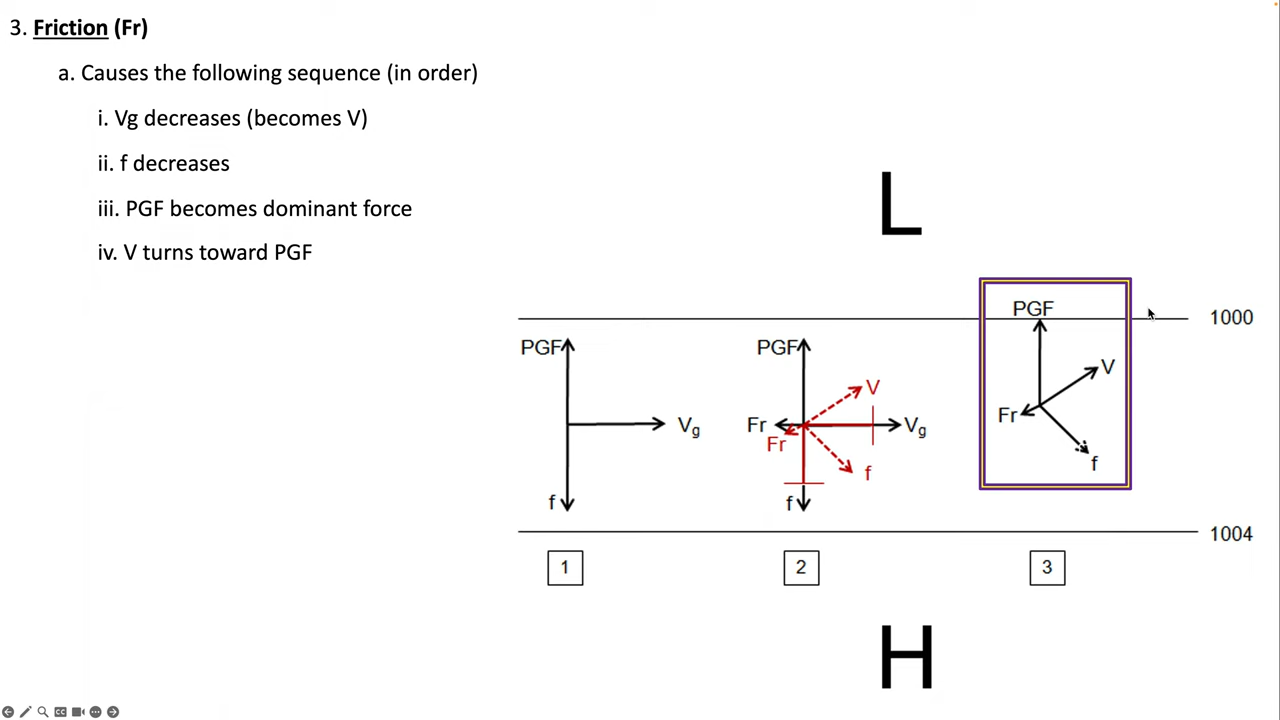 3. Friction (Fr)
a. Causes the following sequence (in order)
i. Vg decreases (becomes V)
ii. f decreases
iii. PGF becomes dominant force
iv. V turns toward PGF
L
1000
PGF
Vg
f
PGF
V
Fr
Vg
Fr
f
f
PGF
V
Fr
f
1004
1
2
3
H